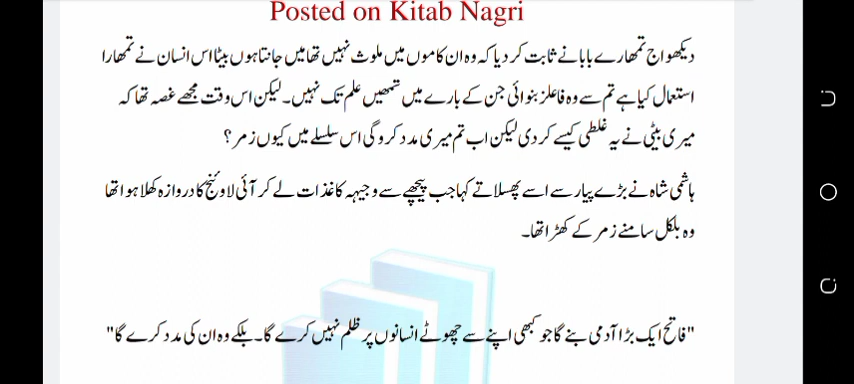 Posted on Kitab Nagri
دیکھو اج تمھارے بابا نے ثابت کر دیا کہ وہ ان کاموں میں ملوث نہیں تھا میں جانتا ہوں بیٹا اس انسان نے تمھارا
استعمال کیا ہے تم سے وہ فاعلز بنوائی جن کے بارے میں تمھیں علم تک نہیں۔ لیکن اس وقت مجھے غصہ تھا کہ
میری بیٹی نے یہ غلطی کیسے کر دی لیکن اب تم میری مدد کرو گی اس سلسلے میں کیوں زمر؟
ہاشمی شاہ نے بڑے پیار سے اسے پھسلاتے کہا جب پیچھے سے وجیہہ کاغذات لے کر آئی لاوئنج کا دروازہ کھلا ہوا تھا
وہ بلکل سامنے زمر کے کھڑا تھا۔
"فاتح ایک بڑا آدمی بنے گا جو کبھی اپنے سے چھوٹے انسانوں پر ظلم نہیں کرے گا۔ بلکے وہ ان کی مدد کرے گا"